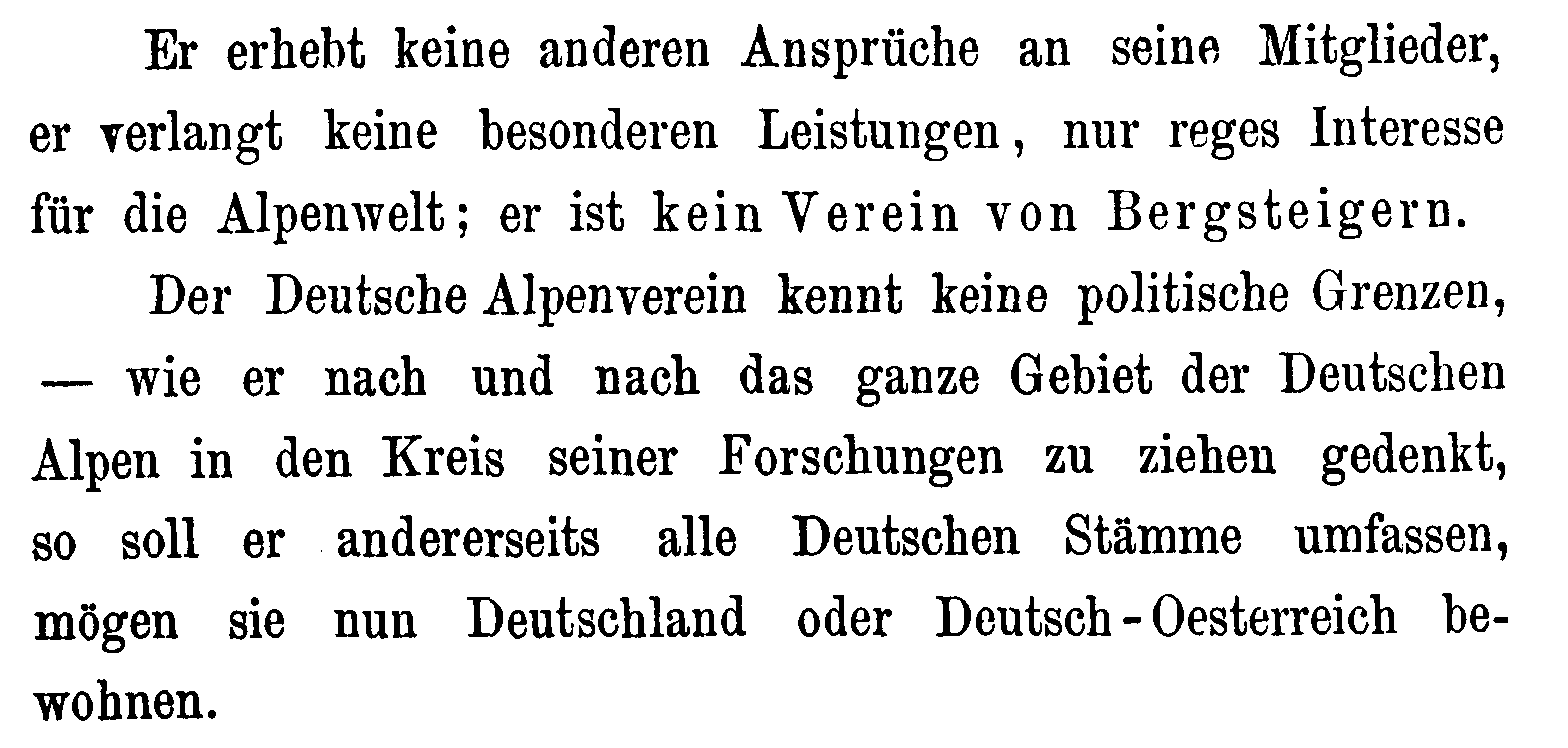 Er erhebt keine anderen Ansprüche an seine Mitglieder,
er verlangt keine besonderen Leistungen, nur reges Interesse
für die Alpenwelt; er ist kein Verein von Bergsteigern.
Der Deutsche Alpenverein kennt keine politische Grenzen,
— wie er nach und nach das ganze Gebiet der Deutschen
Alpen in den Kreis seiner Forschungen zu ziehen gedenkt,
so soll er andererseits alle Deutschen Stämme umfassen,
mögen sie nun Deutschland oder Deutsch-Oesterreich be-
wohnen.